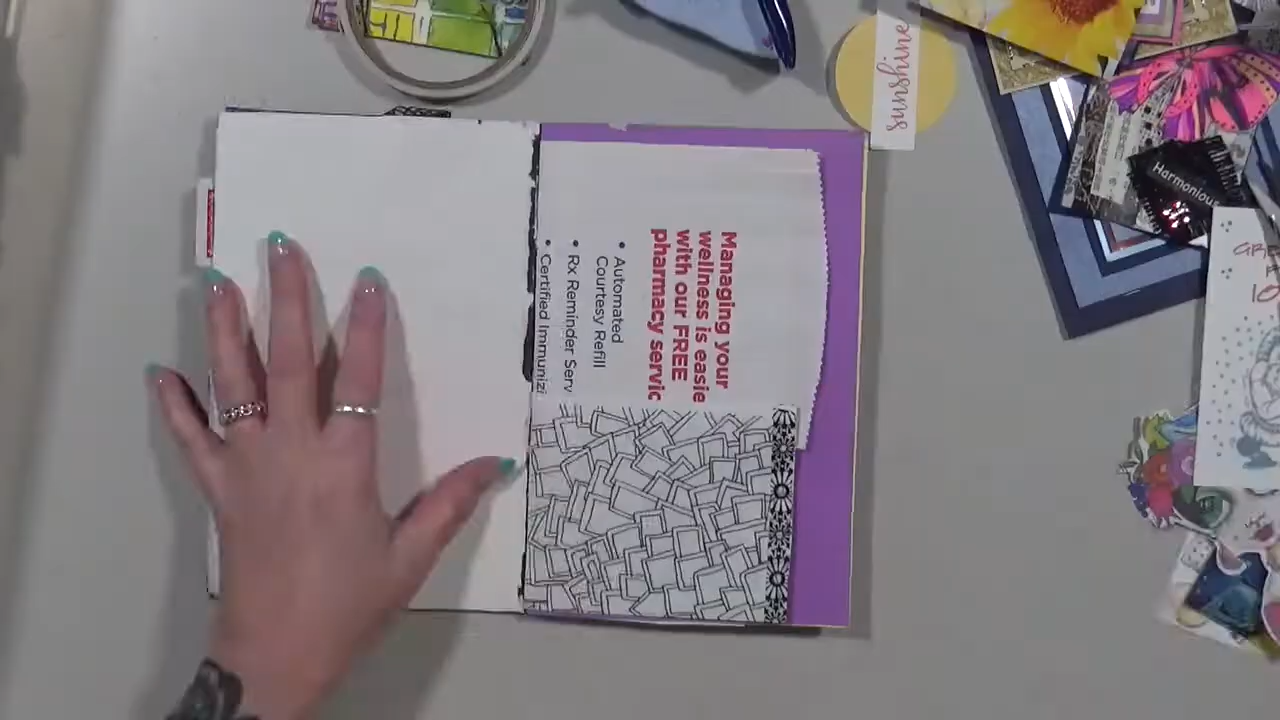 sunshine
Harmonious
Managing your
wellness is easie
with our FREE
pharmacy servic
• Automated
Courtesy Refill
• Rx Reminder Serv
• Certified Immunizi